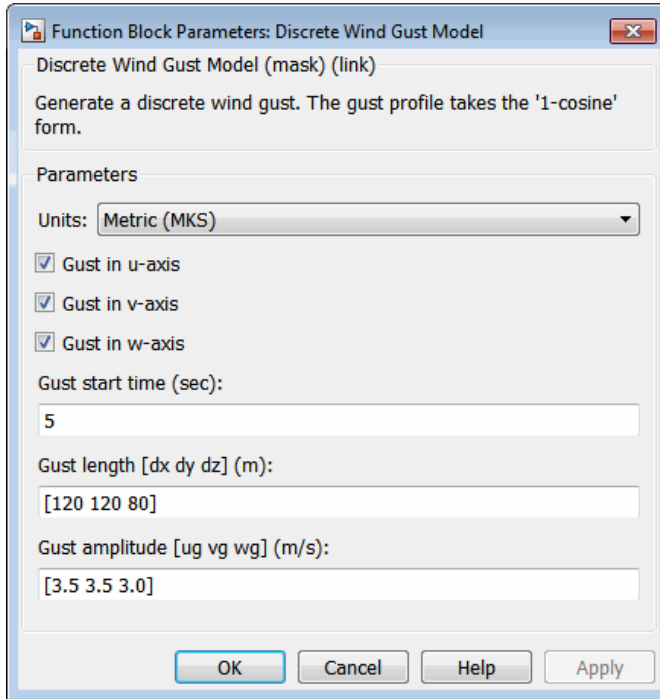 Function Block Parameters: Discrete Wind Gust Model
Discrete Wind Gust Model (mask) (link)
Generate a discrete wind gust. The gust profile takes the '1-cosine'
form.
Parameters
Units: Metric (MKS)
Gust in u-axis
Gust in v-axis
Gust in w-axis
Gust start time (sec):
5
Gust length [dx dy dz] (m):
[120 120 80]
Gust amplitude [ug vg wg] (m/s):
[3.5 3.5 3.0]
OK Cancel Help Apply